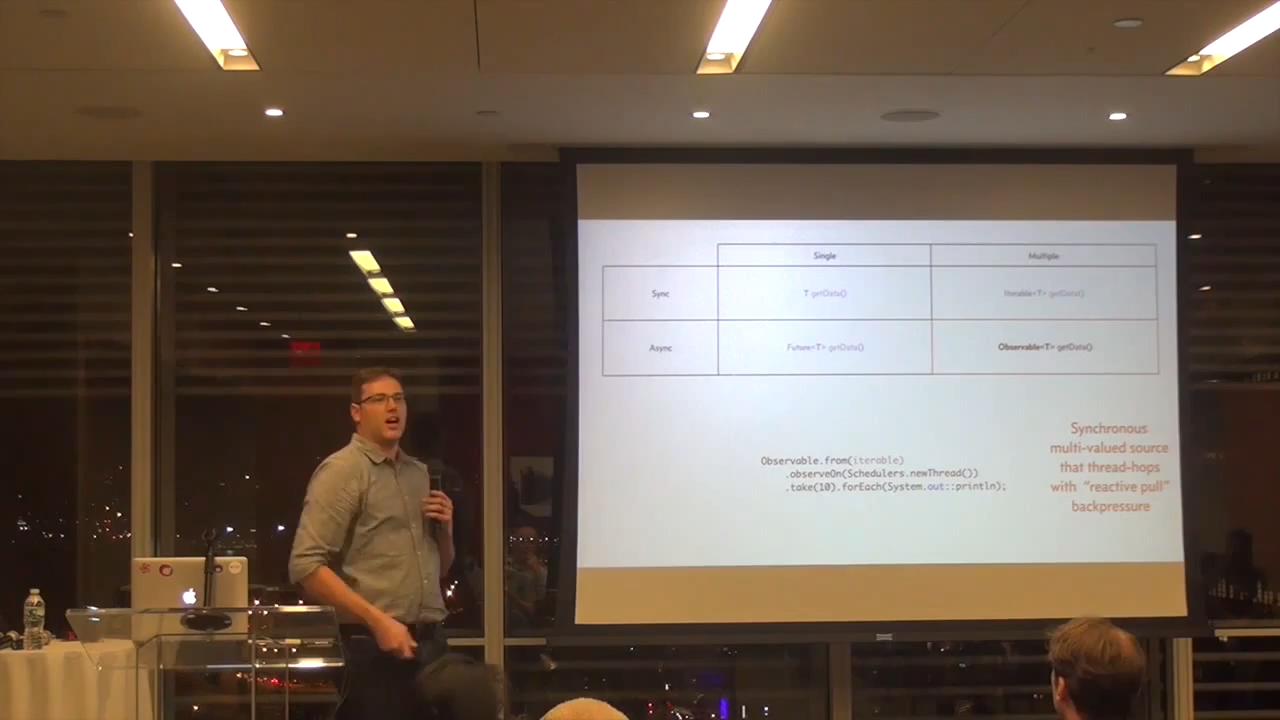 Single Multiple
Sync T getData() Iterable<T> getData()
Async Future<T> getData() Observable<T> getData()
Synchronous
multi-valued source
that thread-hops
with “reactive pull”
backpressure
Observable.from(iterable)
.observeOn(Schedulers.newThread())
.take(10).forEach(System.out::println);